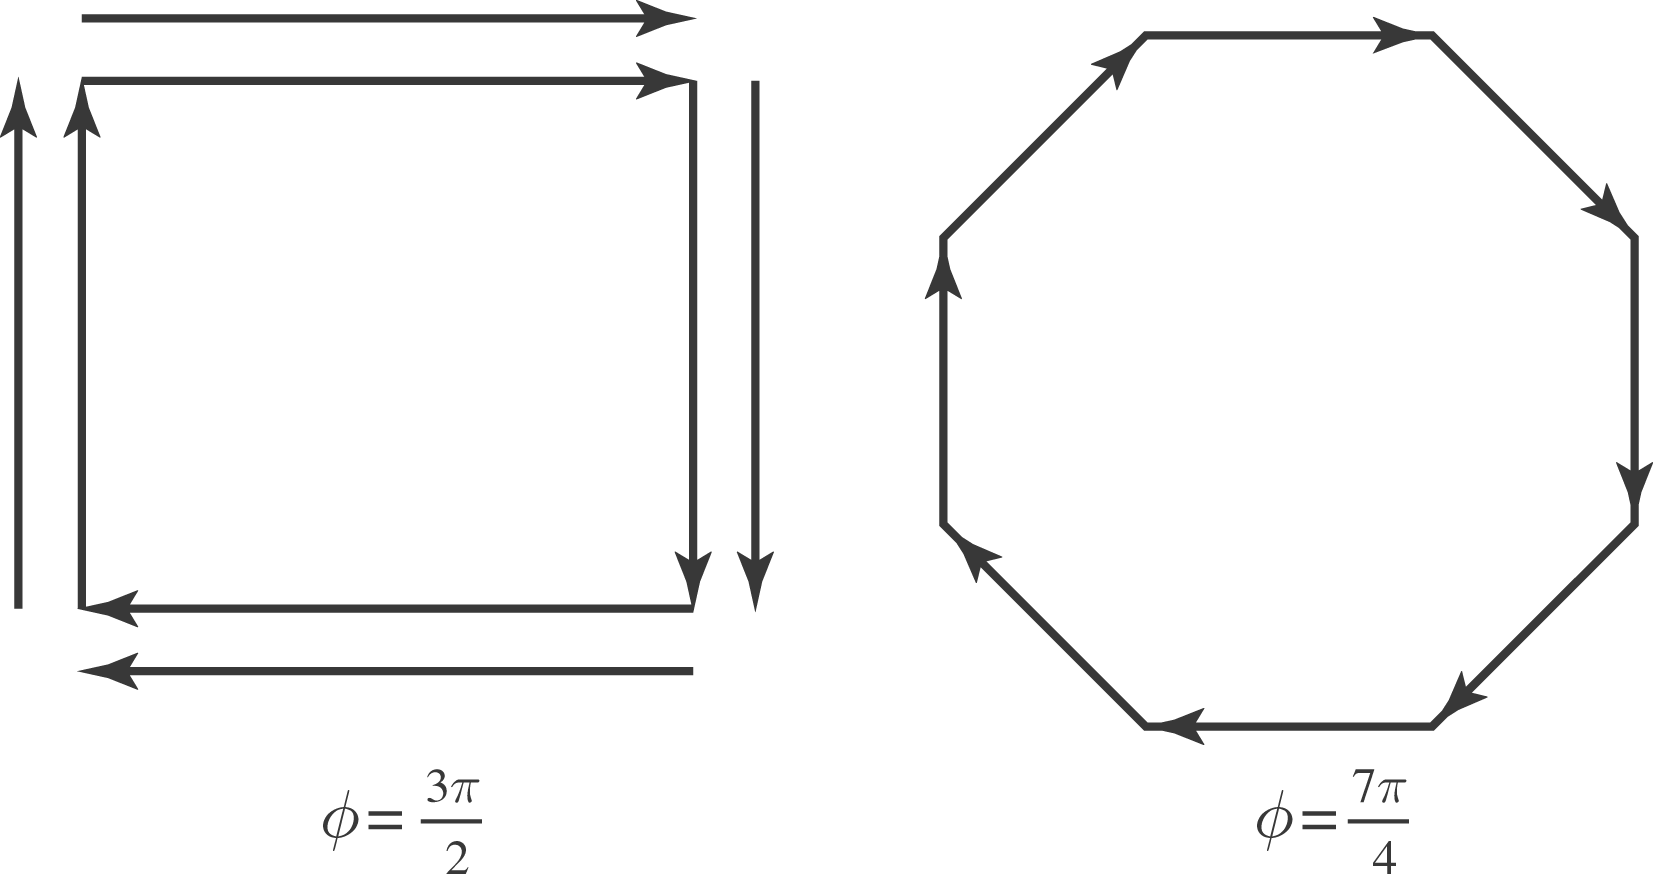 ϕ = 3π/2
ϕ = 7π/4